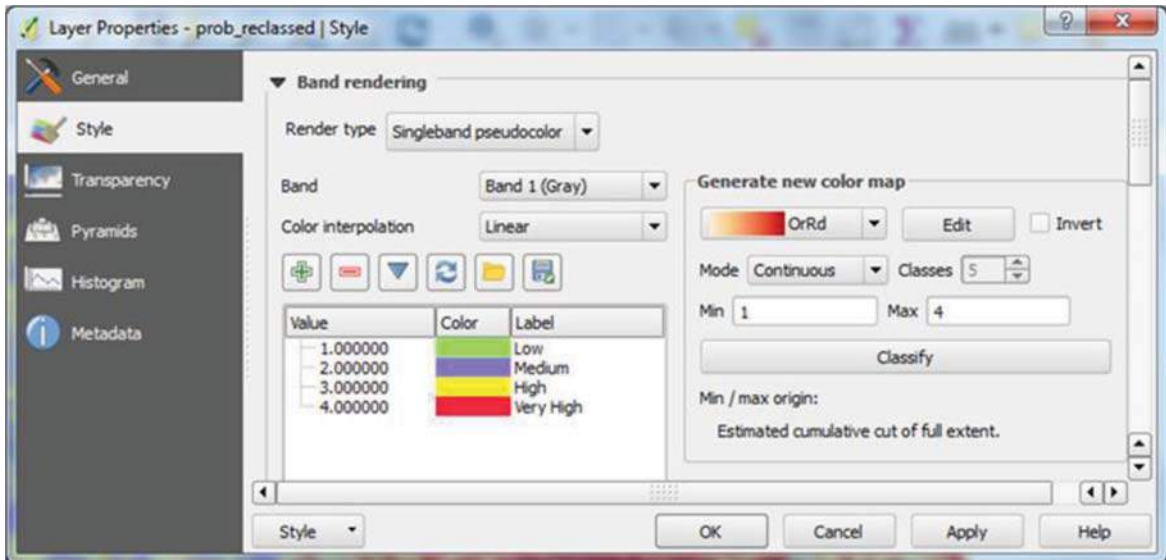 Layer Properties - prob_reclassed | Style
General
Style
Transparency
Pyramids
Histogram
Metadata
Band rendering
Render type Singleband pseudocolor
Band Band 1 (Gray)
Color interpolation Linear
Value Color Label
1.000000 Low
2.000000 Medium
3.000000 High
4.000000 Very High
Generate new color map
OrRd Edit Invert
Mode Continuous Classes 5
Min 1 Max 4
Classify
Min / max origin:
Estimated cumulative cut of full extent.
Style OK Cancel Apply Help